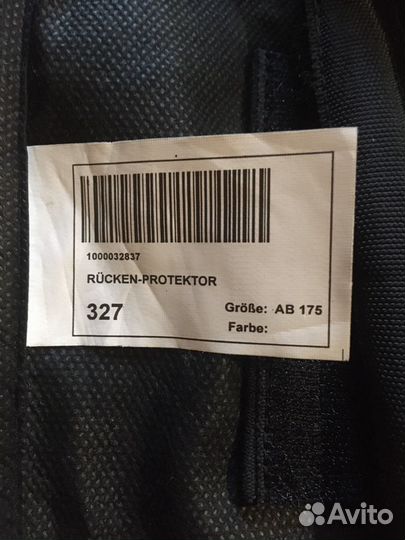 1000032837
RÜCKEN-PROTEKTOR
327
Größe: AB 175
Farbe:
Avito